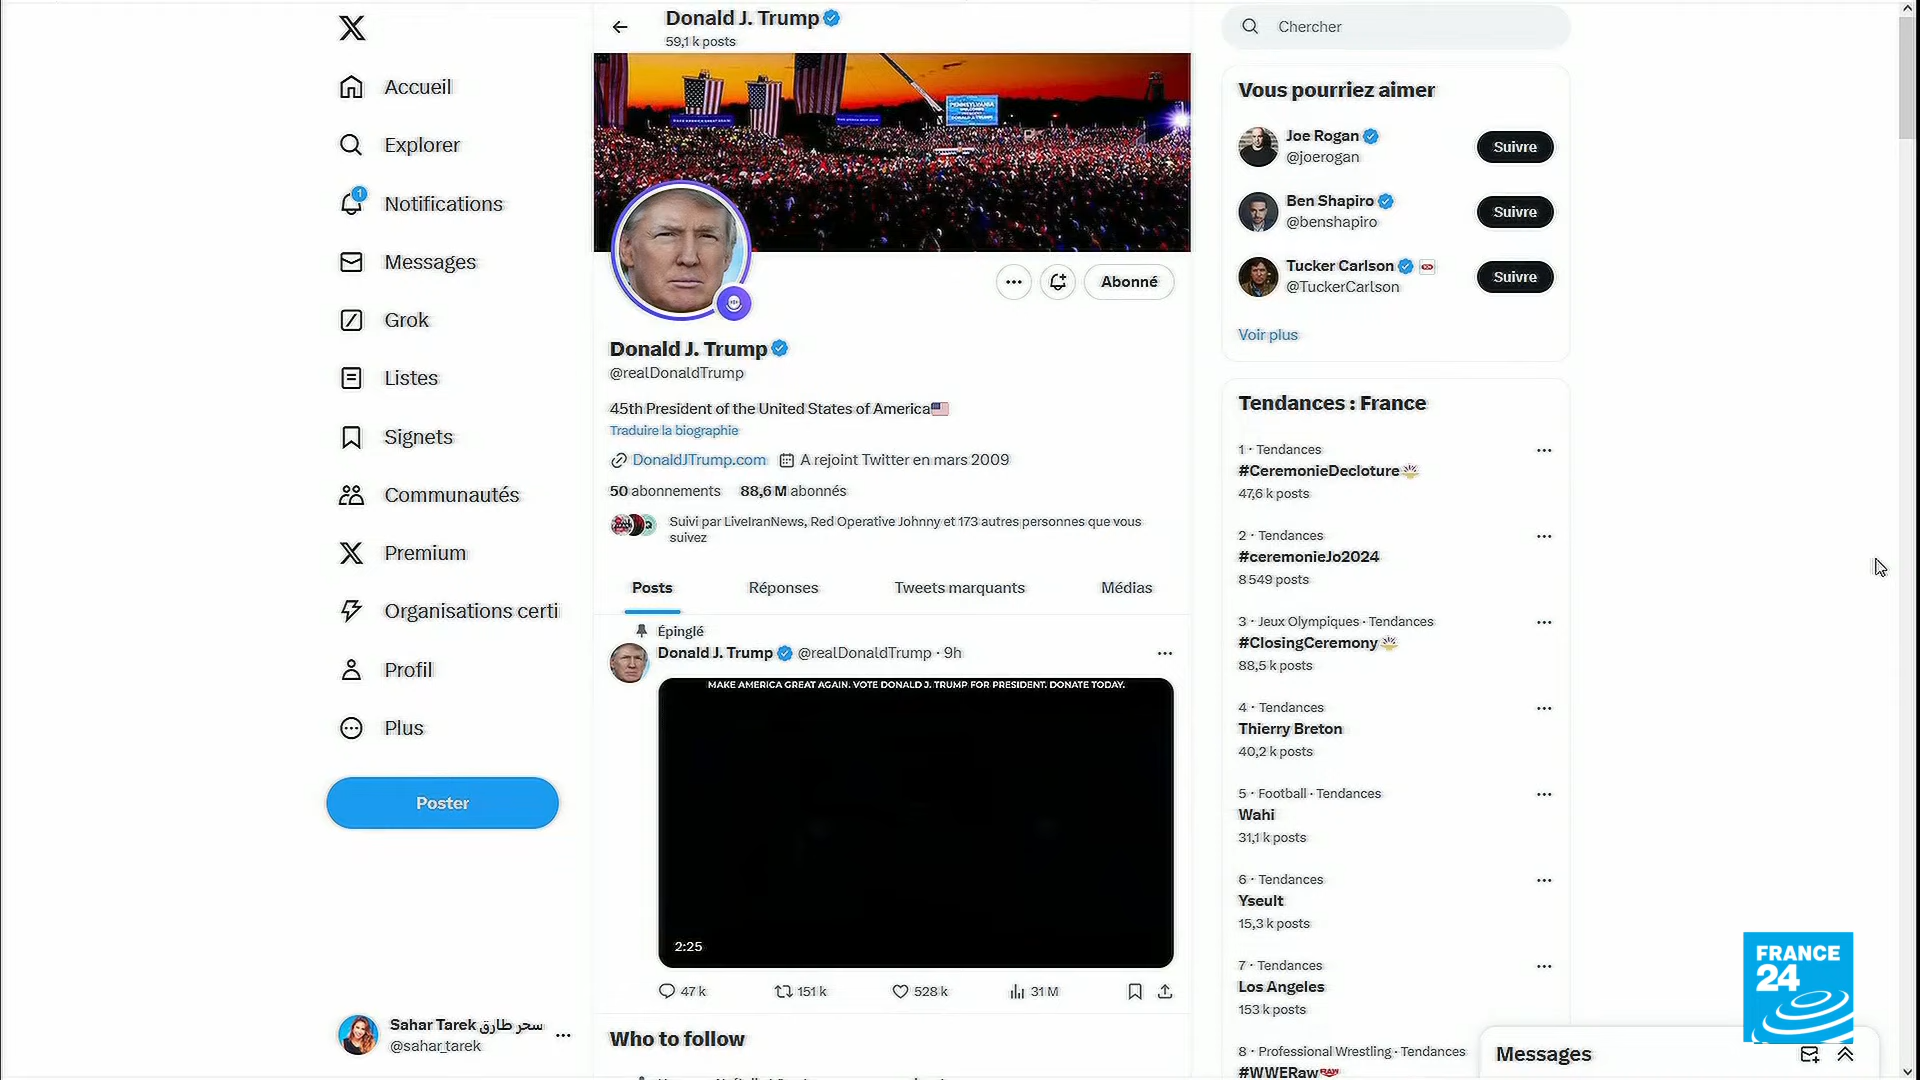 Accueil
Explorer
1
Notifications
Messages
Grok
Listes
Signets
Communautés
Premium
Organisations certi
Profil
Plus
Poster
Sahar Tarek سحر طارق
@sahar_tarek
Donald J. Trump
59,1 k posts
PENNSYLVANIA
Abonné
Donald J. Trump
@realDonaldTrump
45th President of the United States of America
Traduire la biographie
DonaldJTrump.com A rejoint Twitter en mars 2009
50 abonnements 88,6 M abonnés
Suivi par LiveIranNews, Red Operative Johnny et 173 autres personnes que vous
suivez
Posts Réponses Tweets marquants Médias
Épinglé
Donald J. Trump @realDonaldTrump · 9h
MAKE AMERICA GREAT AGAIN. VOTE DONALD J. TRUMP FOR PRESIDENT. DONATE TODAY.
2:25
47 k 151 k 528 k 31 M
Who to follow
Chercher
Vous pourriez aimer
Joe Rogan
@joerogan
Suivre
Ben Shapiro
@benshapiro
Suivre
Tucker Carlson
@TuckerCarlson
Suivre
Voir plus
Tendances : France
1 · Tendances
#CeremonieDecloture
47,6 k posts
2 · Tendances
#ceremonieJo2024
8 549 posts
3 · Jeux Olympiques · Tendances
#ClosingCeremony
88,5 k posts
4 · Tendances
Thierry Breton
40,2 k posts
5 · Football · Tendances
Wahi
31,1 k posts
6 · Tendances
Yseult
15,3 k posts
7 · Tendances
Los Angeles
153 k posts
8 · Professional Wrestling · Tendances
#WWERaw
Messages
FRANCE
24